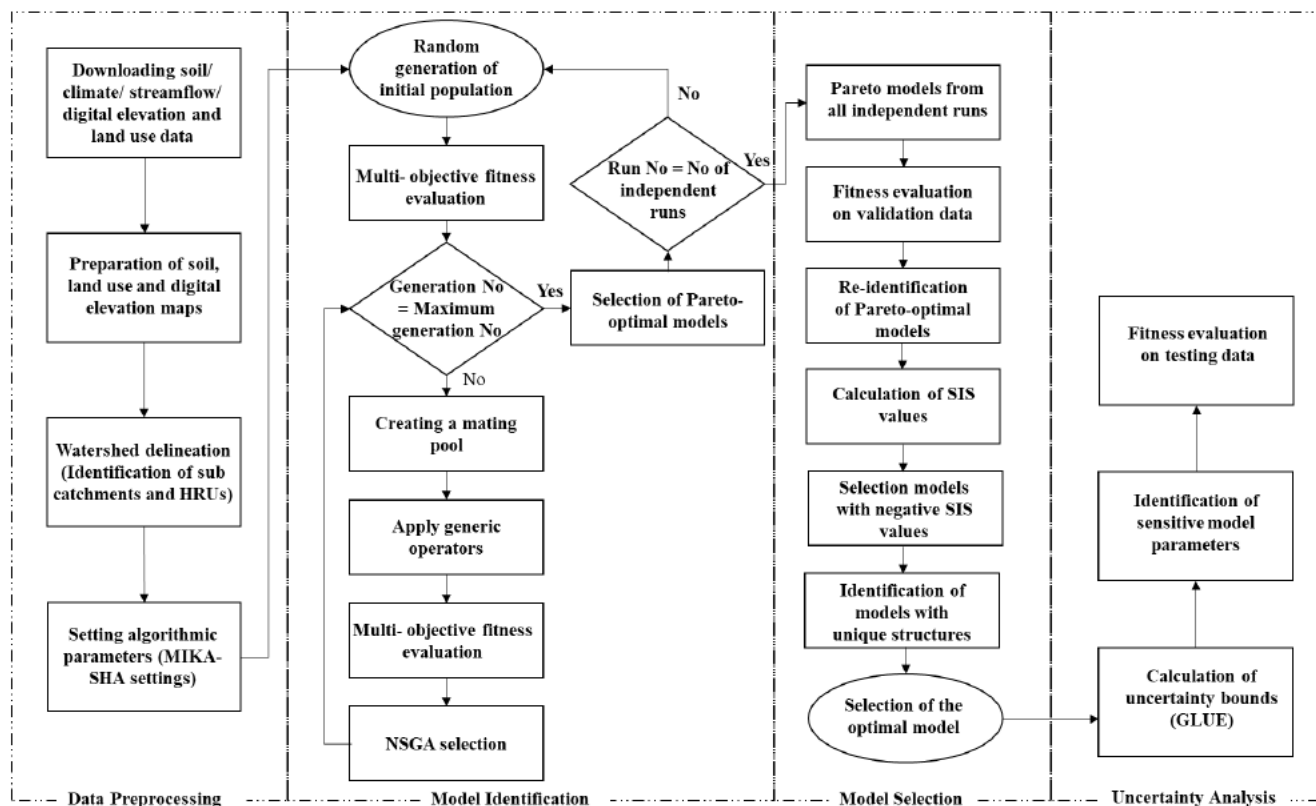 Downloading soil/
climate/ streamflow/
digital elevation and
land use data
Preparation of soil,
land use and digital
elevation maps
Watershed delineation
(Identification of sub
catchments and HRUs)
Setting algorithmic
parameters (MIKA-
SHA settings)
Data Preprocessing
Random
generation of
initial population
Multi- objective fitness
evaluation
Generation No
= Maximum
generation No
Yes
No
Creating a mating
pool
Apply generic
operators
Multi- objective fitness
evaluation
NSGA selection
Selection of Pareto-
optimal models
Run No = No of
independent
runs
No
Yes
Model Identification
Pareto models from
all independent runs
Fitness evaluation
on validation data
Re-identification
of Pareto-optimal
models
Calculation of SIS
values
Selection models
with negative SIS
values
Identification of
models with
unique structures
Selection of the
optimal model
Model Selection
Fitness evaluation
on testing data
Identification of
sensitive model
parameters
Calculation of
uncertainty bounds
(GLUE)
Uncertainty Analysis